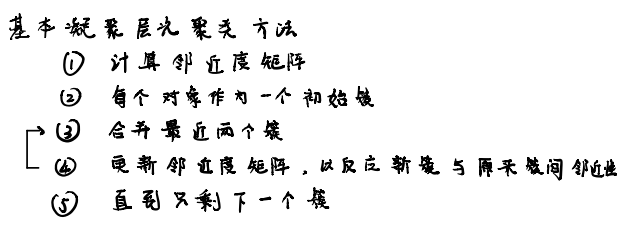 基本凝聚层次聚类方法
① 计算邻近度矩阵
② 每个对象作为一个初始簇
③ 合并最近两个簇
④ 更新邻近度矩阵，以反应新簇与原来簇间邻近性
⑤ 直到只剩下一个簇